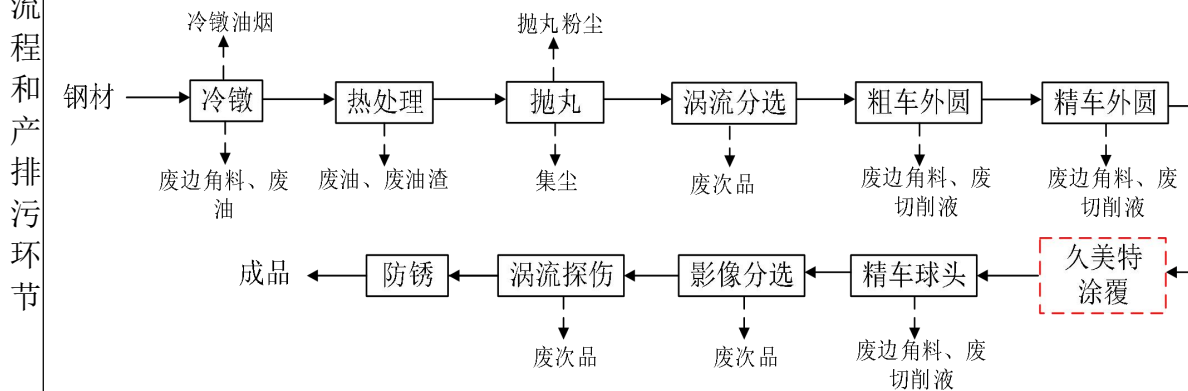 流
程
和
产
排
污
环
节
冷镦油烟
抛丸粉尘
钢材
冷镦
热处理
抛丸
涡流分选
粗车外圆
精车外圆
废边角料、废
油
废油、废油渣
集尘
废次品
废边角料、废
切削液
废边角料、废
切削液
成品
防锈
涡流探伤
影像分选
精车球头
久美特
涂覆
废次品
废次品
废边角料、废
切削液